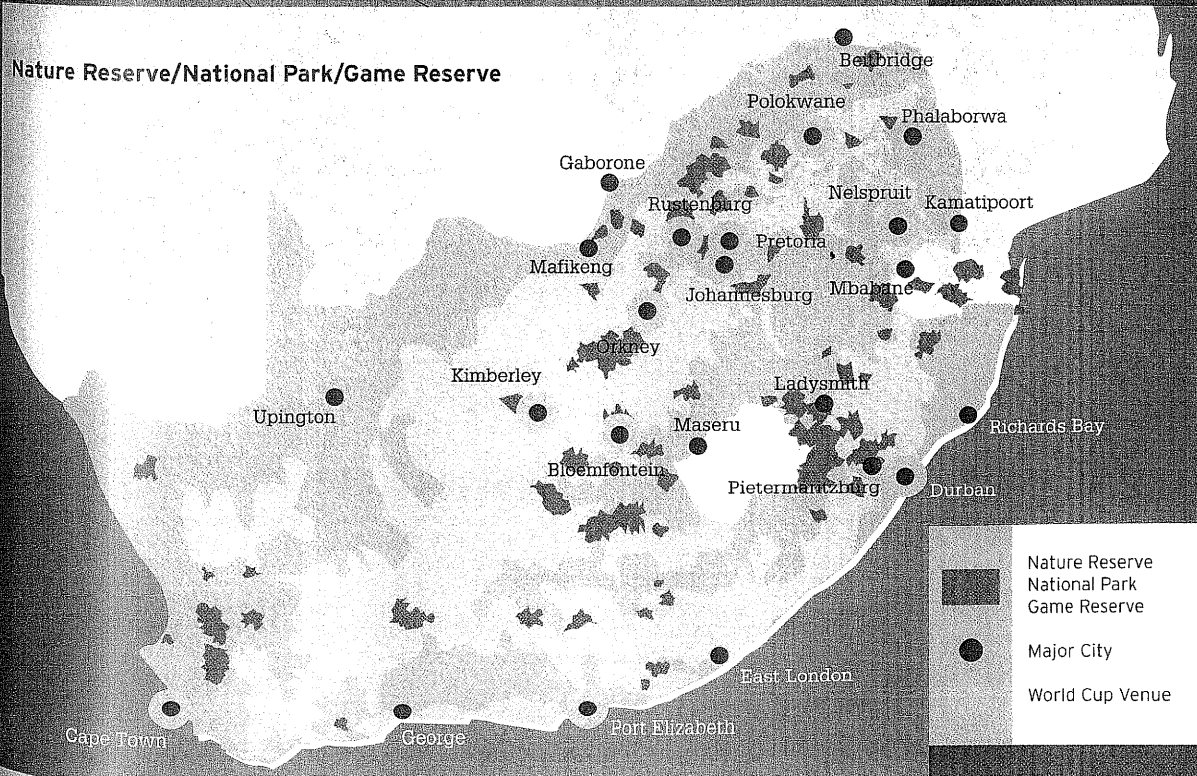 Nature Reserve/National Park/Game Reserve
Beitbridge
Polokwane
Phalaborwa
Gaborone
Nelspruit
Kamatipoort
Rustenburg
Pretoria
Mafikeng
Johannesburg
Mbabane
Orkney
Kimberley
Ladysmith
Upington
Maseru
Richards Bay
Bloemfontein
Pietermaritzburg
Durban
Nature Reserve
National Park
Game Reserve
Major City
World Cup Venue
East London
Cape Town
George
Port Elizabeth